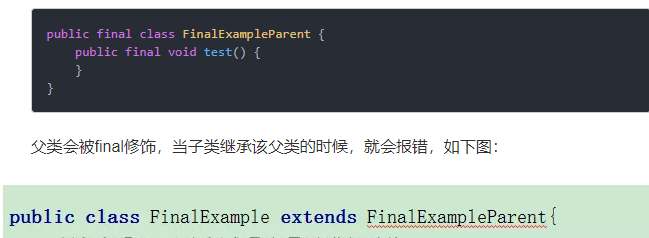 public final class FinalExampleParent {
    public final void test() {
    }
}
父类会被final修饰，当子类继承该父类的时候，就会报错，如下图：
public class FinalExample extends FinalExampleParent{